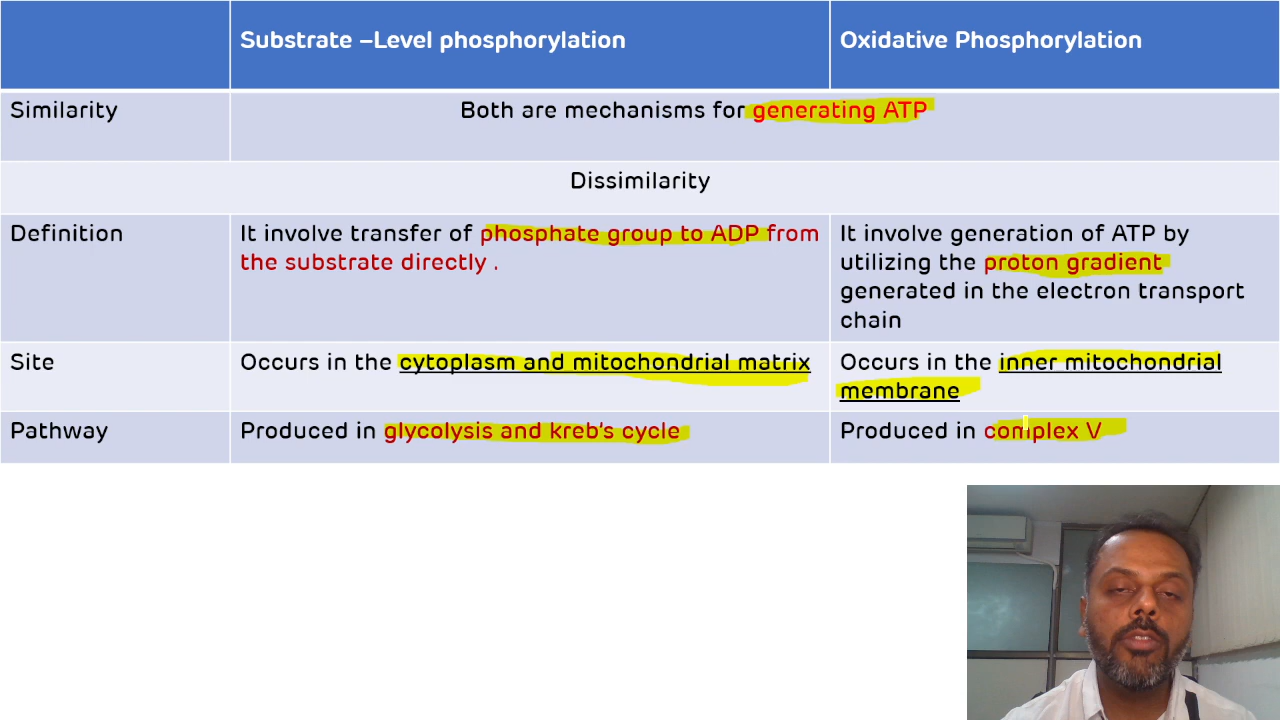 Substrate –Level phosphorylation
Oxidative Phosphorylation
Similarity
Both are mechanisms for generating ATP
Dissimilarity
Definition
It involve transfer of phosphate group to ADP from
the substrate directly .
It involve generation of ATP by
utilizing the proton gradient
generated in the electron transport
chain
Site
Occurs in the cytoplasm and mitochondrial matrix
Occurs in the inner mitochondrial
membrane
Pathway
Produced in glycolysis and kreb's cycle
Produced in complex V